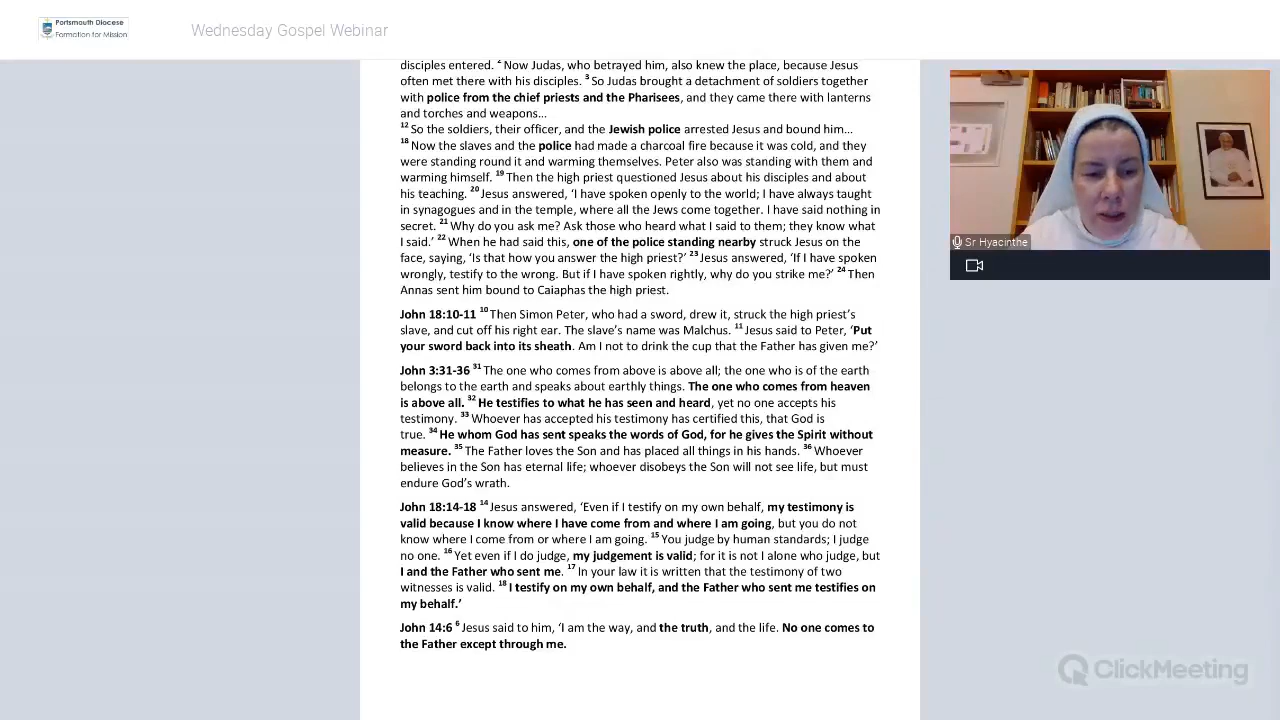 Portsmouth Diocese
Formation for Mission
Wednesday Gospel Webinar
disciples entered. 2 Now Judas, who betrayed him, also knew the place, because Jesus
often met there with his disciples. 3 So Judas brought a detachment of soldiers together
with police from the chief priests and the Pharisees, and they came there with lanterns
and torches and weapons…
12 So the soldiers, their officer, and the Jewish police arrested Jesus and bound him…
18 Now the slaves and the police had made a charcoal fire because it was cold, and they
were standing round it and warming themselves. Peter also was standing with them and
warming himself. 19 Then the high priest questioned Jesus about his disciples and about
his teaching. 20 Jesus answered, ‘I have spoken openly to the world; I have always taught
in synagogues and in the temple, where all the Jews come together. I have said nothing in
secret. 21 Why do you ask me? Ask those who heard what I said to them; they know what
I said.’ 22 When he had said this, one of the police standing nearby struck Jesus on the
face, saying, ‘Is that how you answer the high priest?’ 23 Jesus answered, ‘If I have spoken
wrongly, testify to the wrong. But if I have spoken rightly, why do you strike me?’ 24 Then
Annas sent him bound to Caiaphas the high priest.
John 18:10-11 10 Then Simon Peter, who had a sword, drew it, struck the high priest’s
slave, and cut off his right ear. The slave’s name was Malchus. 11 Jesus said to Peter, ‘Put
your sword back into its sheath. Am I not to drink the cup that the Father has given me?’
John 3:31-36 31 The one who comes from above is above all; the one who is of the earth
belongs to the earth and speaks about earthly things. The one who comes from heaven
is above all. 32 He testifies to what he has seen and heard, yet no one accepts his
testimony. 33 Whoever has accepted his testimony has certified this, that God is
true. 34 He whom God has sent speaks the words of God, for he gives the Spirit without
measure. 35 The Father loves the Son and has placed all things in his hands. 36 Whoever
believes in the Son has eternal life; whoever disobeys the Son will not see life, but must
endure God’s wrath.
John 18:14-18 14 Jesus answered, ‘Even if I testify on my own behalf, my testimony is
valid because I know where I have come from and where I am going, but you do not
know where I come from or where I am going. 15 You judge by human standards; I judge
no one. 16 Yet even if I do judge, my judgement is valid; for it is not I alone who judge, but
I and the Father who sent me. 17 In your law it is written that the testimony of two
witnesses is valid. 18 I testify on my own behalf, and the Father who sent me testifies on
my behalf.’
John 14:6 6 Jesus said to him, ‘I am the way, and the truth, and the life. No one comes to
the Father except through me.
Sr Hyacinthe
ClickMeeting